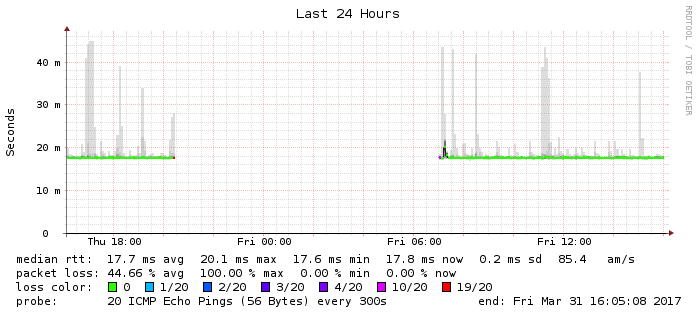 Last 24 Hours
RRDTOOL / TOBI OETIKER
Seconds
40 m
30 m
20 m
10 m
0
Thu 18:00 Fri 00:00 Fri 06:00 Fri 12:00
median rtt: 17.7 ms avg 20.1 ms max 17.6 ms min 17.8 ms now 0.2 ms sd 85.4 am/s
packet loss: 44.66 % avg 100.00 % max 0.00 % min 0.00 % now
loss color: 0 1/20 2/20 3/20 4/20 10/20 19/20
probe: 20 ICMP Echo Pings (56 Bytes) every 300s end: Fri Mar 31 16:05:08 2017